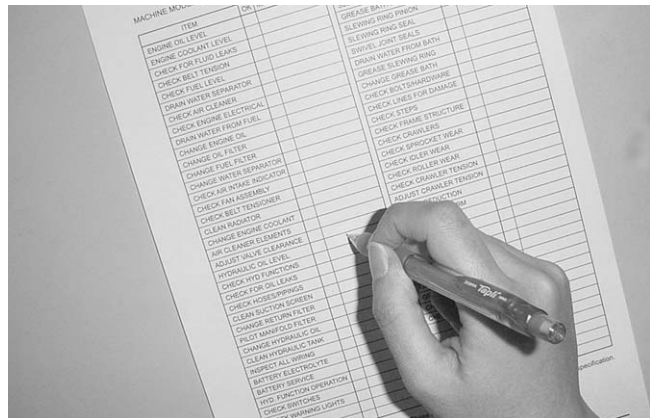 MACHINE MODEL
ITEM
OK
ENGINE OIL LEVEL
ENGINE COOLANT LEVEL
CHECK FOR FLUID LEAKS
CHECK BELT TENSION
CHECK FUEL LEVEL
DRAIN WATER SEPARATOR
CHECK AIR CLEANER
CHECK ENGINE ELECTRICAL
DRAIN WATER FROM FUEL
CHANGE ENGINE OIL
CHANGE OIL FILTER
CHANGE FUEL FILTER
CHANGE WATER SEPARATOR
CHECK AIR INTAKE INDICATOR
CHECK FAN ASSEMBLY
CHECK BELT TENSIONER
CLEAN RADIATOR
CHANGE ENGINE COOLANT
AIR CLEANER ELEMENTS
ADJUST VALVE CLEARANCE
HYDRAULIC OIL LEVEL
CHECK HYD FUNCTIONS
CHECK FOR OIL LEAKS
CHECK HOSES/PIPINGS
CLEAN SUCTION SCREEN
CHANGE RETURN FILTER
PILOT MANIFOLD FILTER
CHANGE HYDRAULIC OIL
CLEAN HYDRAULIC TANK
INSPECT ALL WIRING
BATTERY ELECTROLYTE
BATTERY SERVICE
HYD. FUNCTION OPERATION
CHECK SWITCHES
WARNING LIGHTS
GREASE BATH
SLEWING RING PINION
SLEWING RING SEAL
SWIVEL JOINT SEALS
DRAIN WATER FROM BATH
GREASE SLEWING RING
CHANGE GREASE BATH
CHECK BOLTS/HARDWARE
CHECK LINES FOR DAMAGE
CHECK STEPS
CHECK FRAME STRUCTURE
CHECK CRAWLERS
CHECK SPROCKET WEAR
CHECK IDLER WEAR
CHECK ROLLER WEAR
CHECK CRAWLER TENSION
ADJUST CRAWLER TENSION
specification.